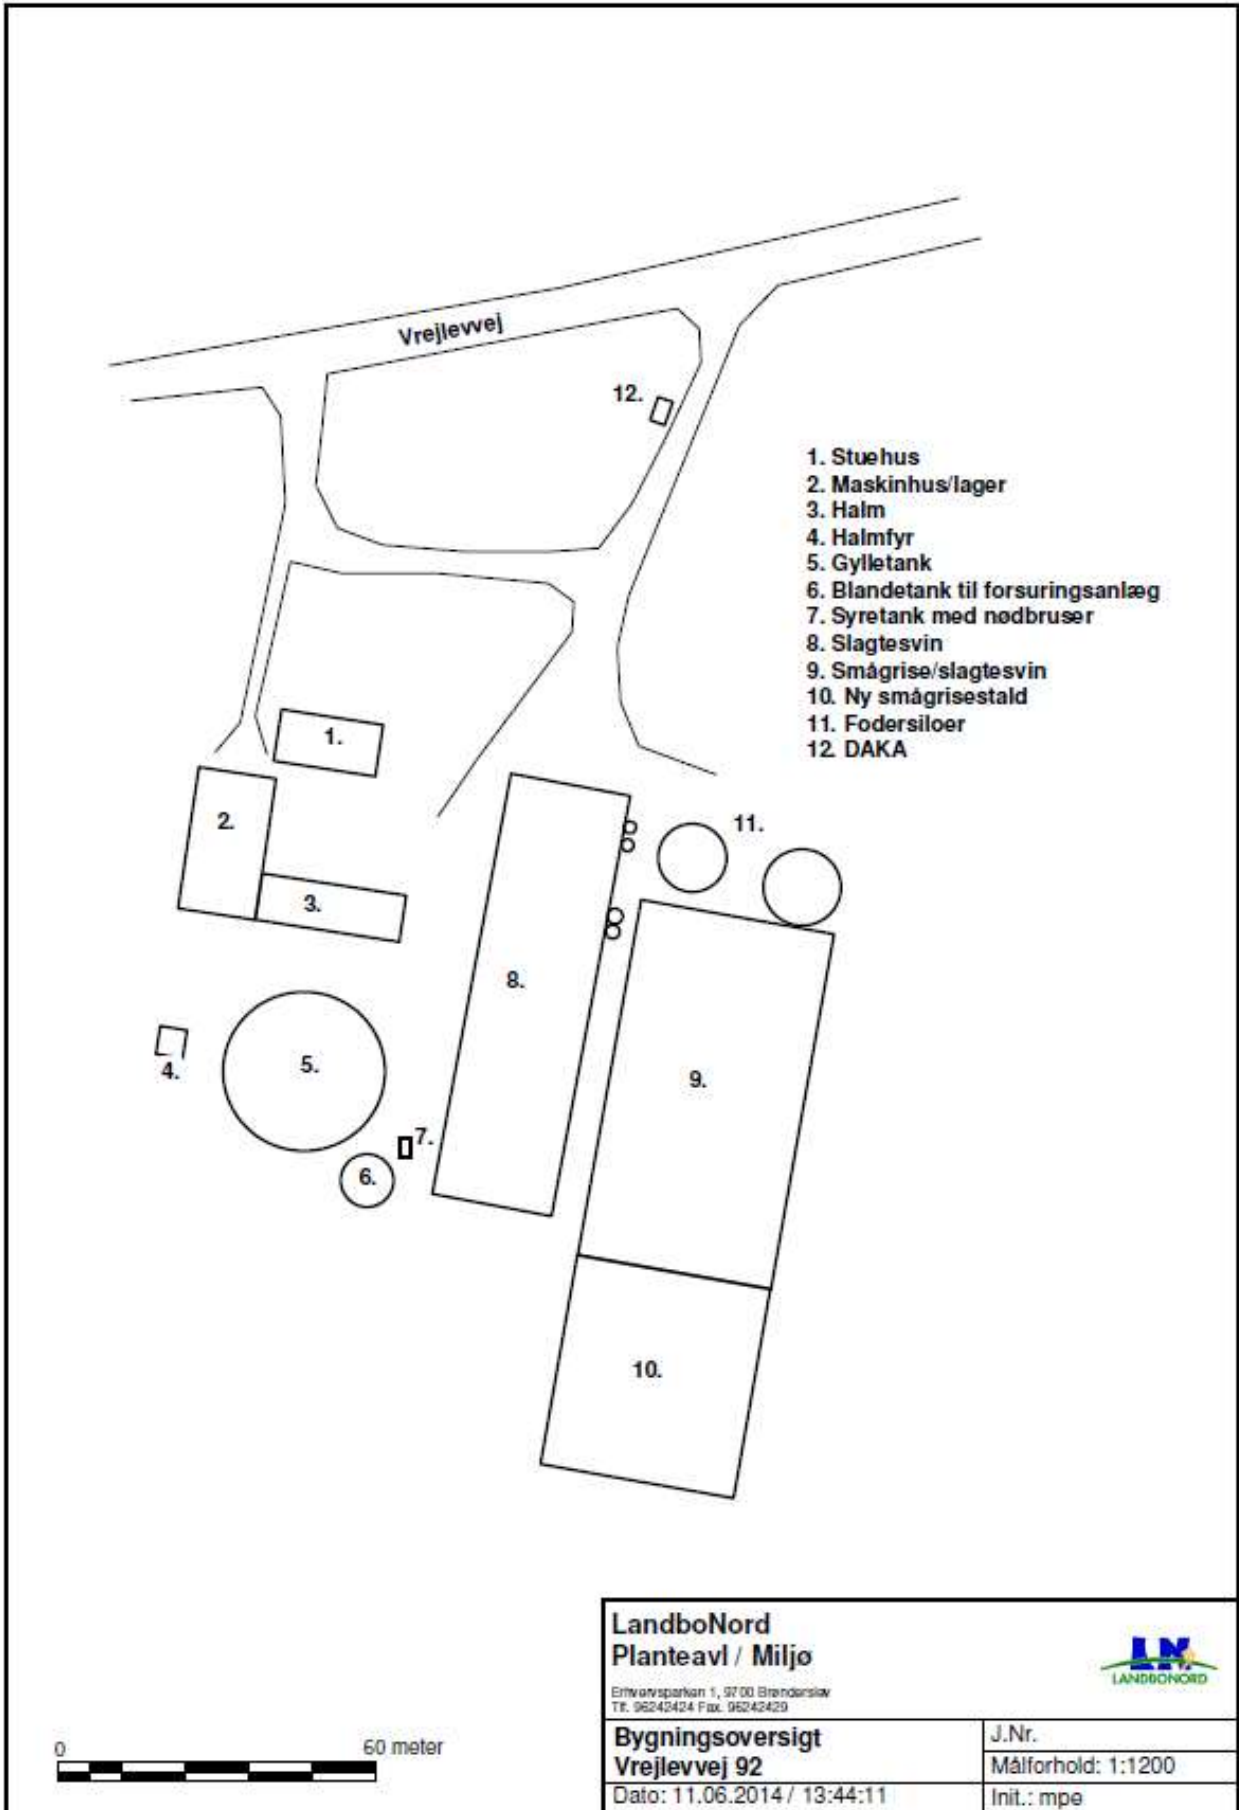 Vrejlevvej
12.
1. Stuehus
2. Maskinhus/lager
3. Halm
4. Halmfyr
5. Gylletank
6. Blandetank til forsuringsanlæg
7. Syretank med nødbruser
8. Slagtesvin
9. Smågrise/slagtesvin
10. Ny smågrisestald
11. Fodersiloer
12. DAKA
1.
2.
11.
3.
8.
5.
4.
9.
7.
6.
10.
LandboNord
Planteavl / Miljø
Erhvervsparken 1, 9700 Brønderslev
Tlf. 96242424 Fax. 96242429
LN
LANDBONORD
Bygningsoversigt
Vrejlevvej 92
Dato: 11.06.2014 / 13:44:11
J.Nr.
Målforhold: 1:1200
Init.: mpe
0 60 meter